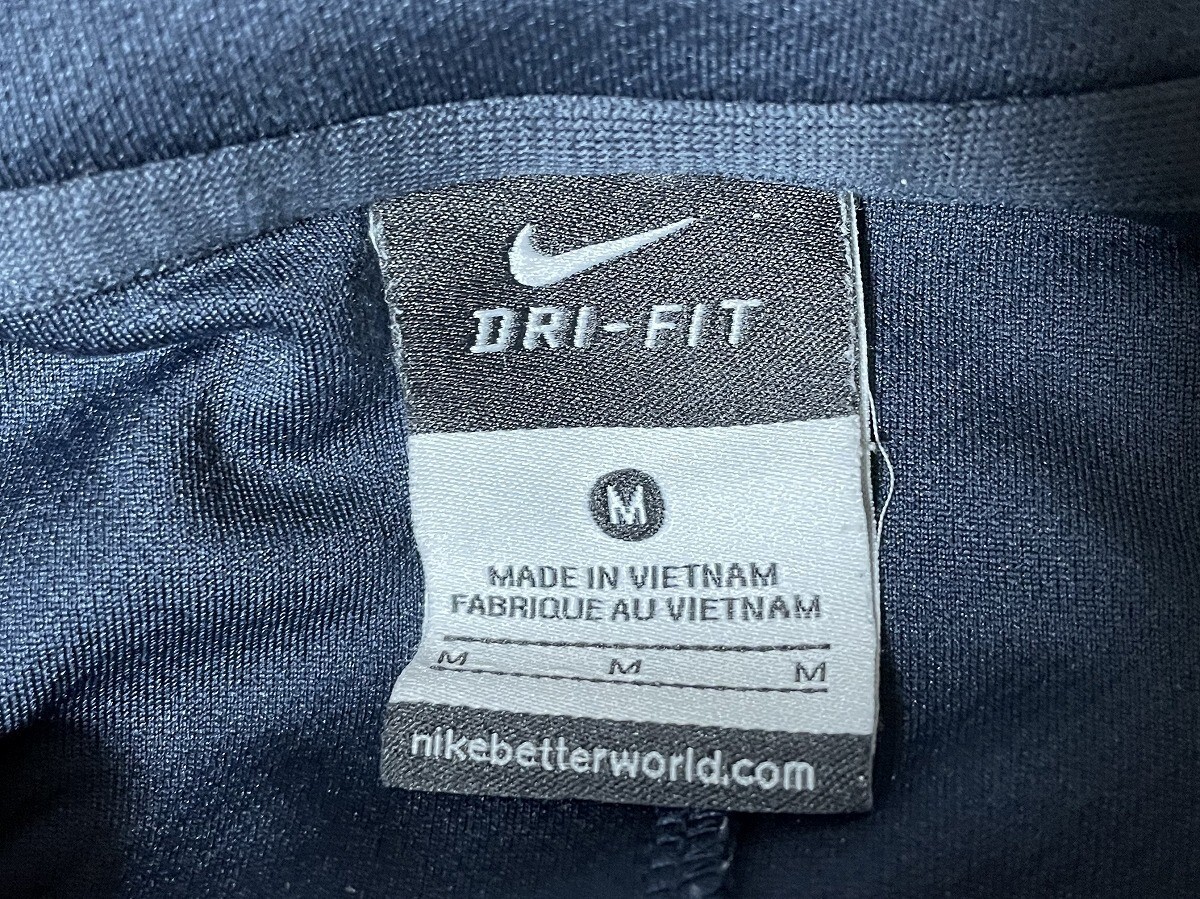 DRI-FIT
M
MADE IN VIETNAM
FABRIQUE AU VIETNAM
M M M
nikebetterworld.com